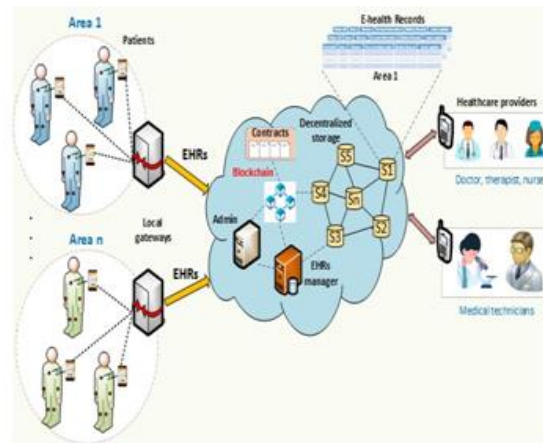 Area 1
Patients
EHRs
Local gateways
Area n
EHRs
E-health Records
Area 1
Contracts
Decentralized storage
Blockchain
Admin
EHRs manager
S5
S1
S4
Sn
S3
S2
Healthcare providers
Doctor, therapist, nurse
Medical technicians